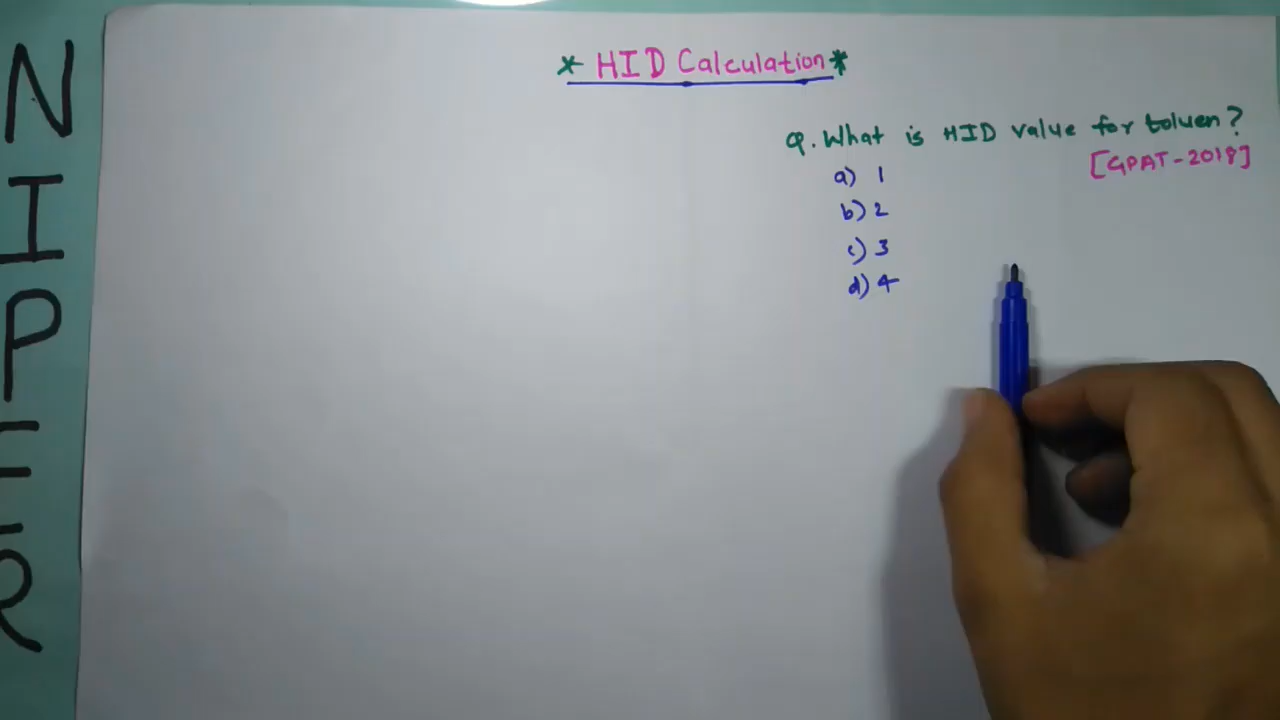 NIPER
* HID Calculation *
Q. What is HID value for toluen?
[GPAT-2018]
a) 1
b) 2
c) 3
d) 4